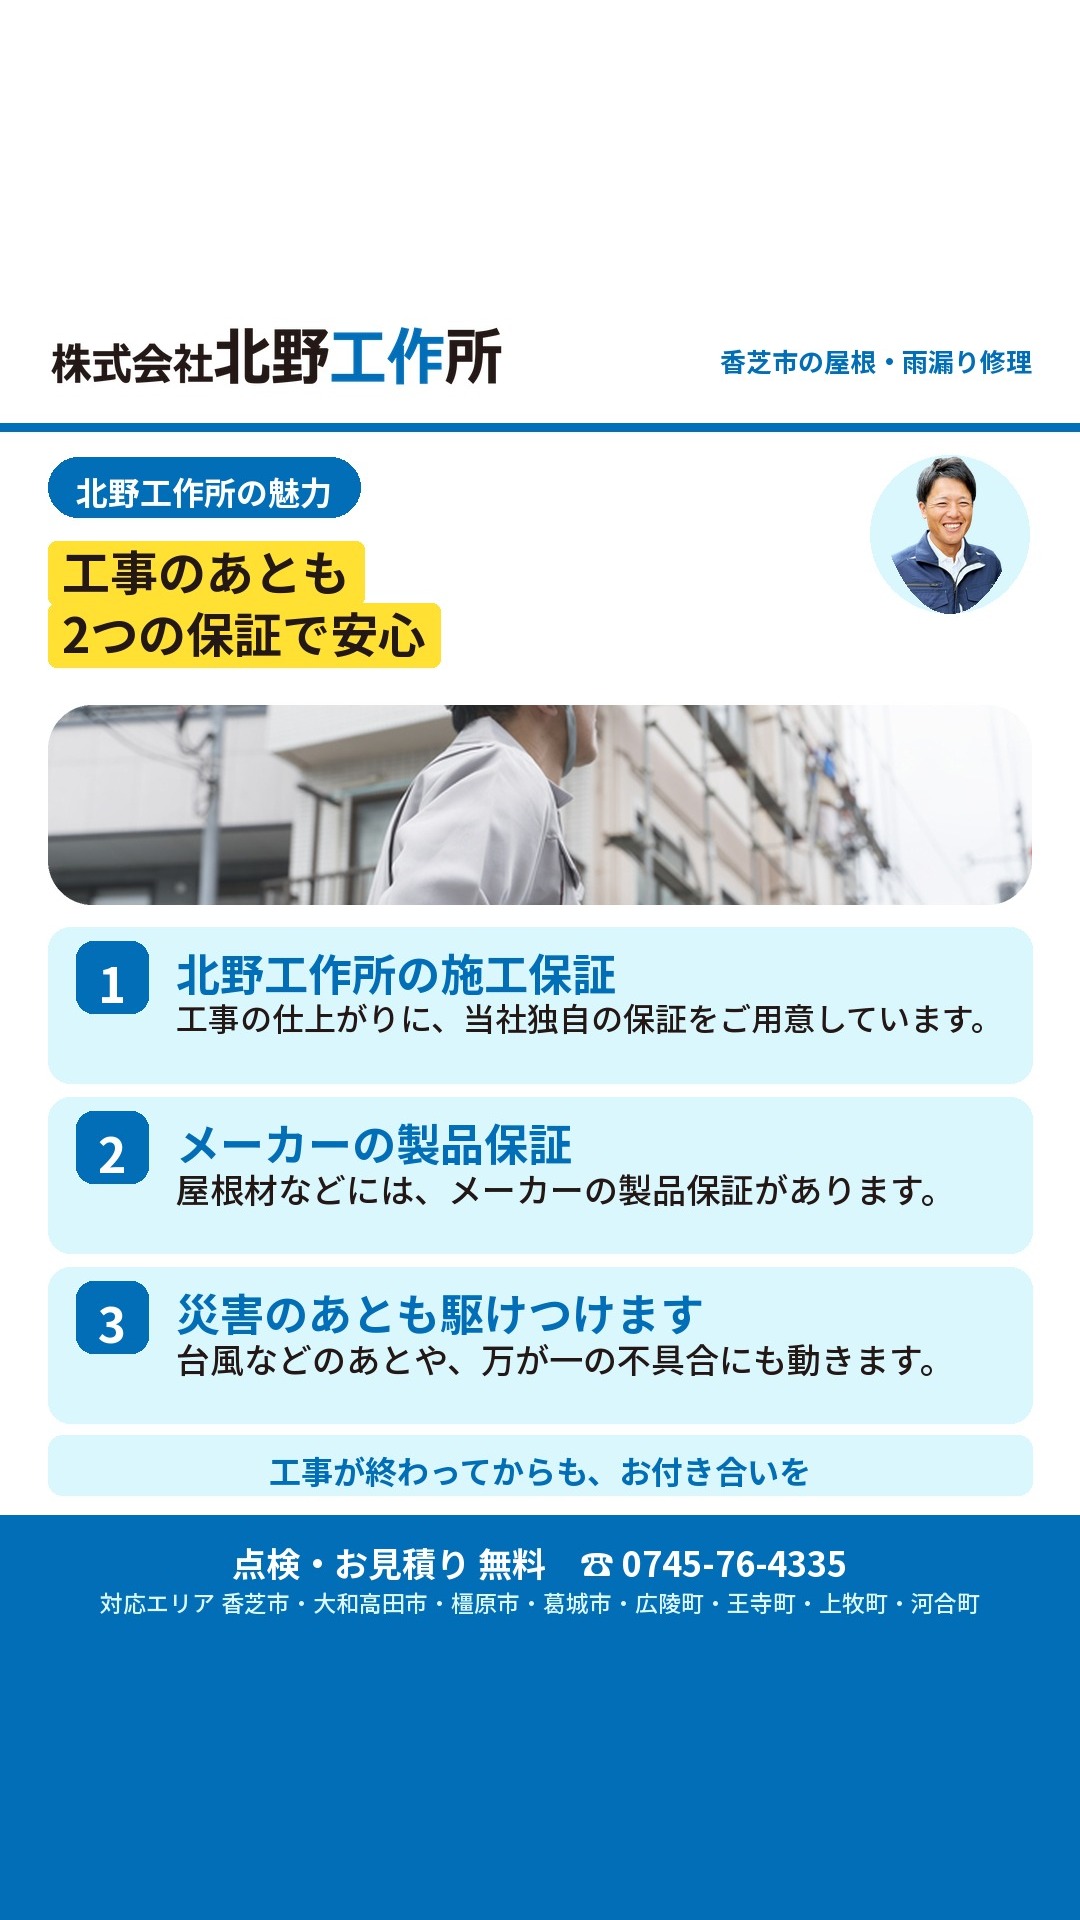 株式会社北野工作所
香芝市の屋根・雨漏り修理
北野工作所の魅力
工事のあとも
2つの保証で安心
1
北野工作所の施工保証
工事の仕上がりに、当社独自の保証をご用意しています。
2
メーカーの製品保証
屋根材などには、メーカーの製品保証があります。
3
災害のあとも駆けつけます
台風などのあとや、万が一の不具合にも動きます。
工事が終わってからも、お付き合いを
点検・お見積り 無料　☎ 0745-76-4335
対応エリア 香芝市・大和高田市・橿原市・葛城市・広陵町・王寺町・上牧町・河合町